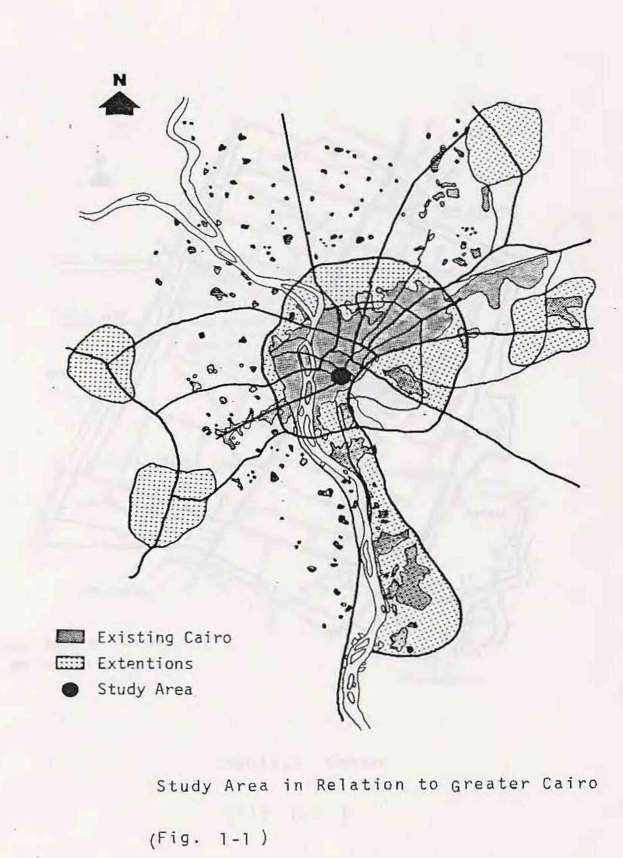 N
Existing Cairo
Extentions
Study Area
Study Area in Relation to Greater Cairo
(Fig. 1-1 )